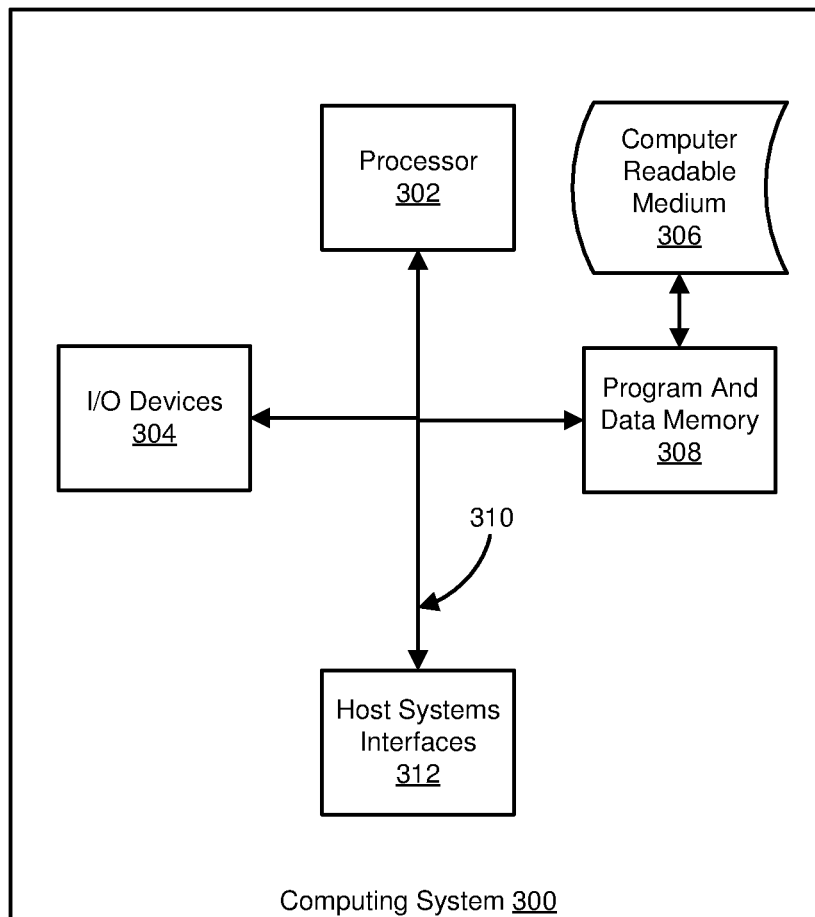 Processor
302
Computer
Readable
Medium
306
I/O Devices
304
Program And
Data Memory
308
310
Host Systems
Interfaces
312
Computing System 300